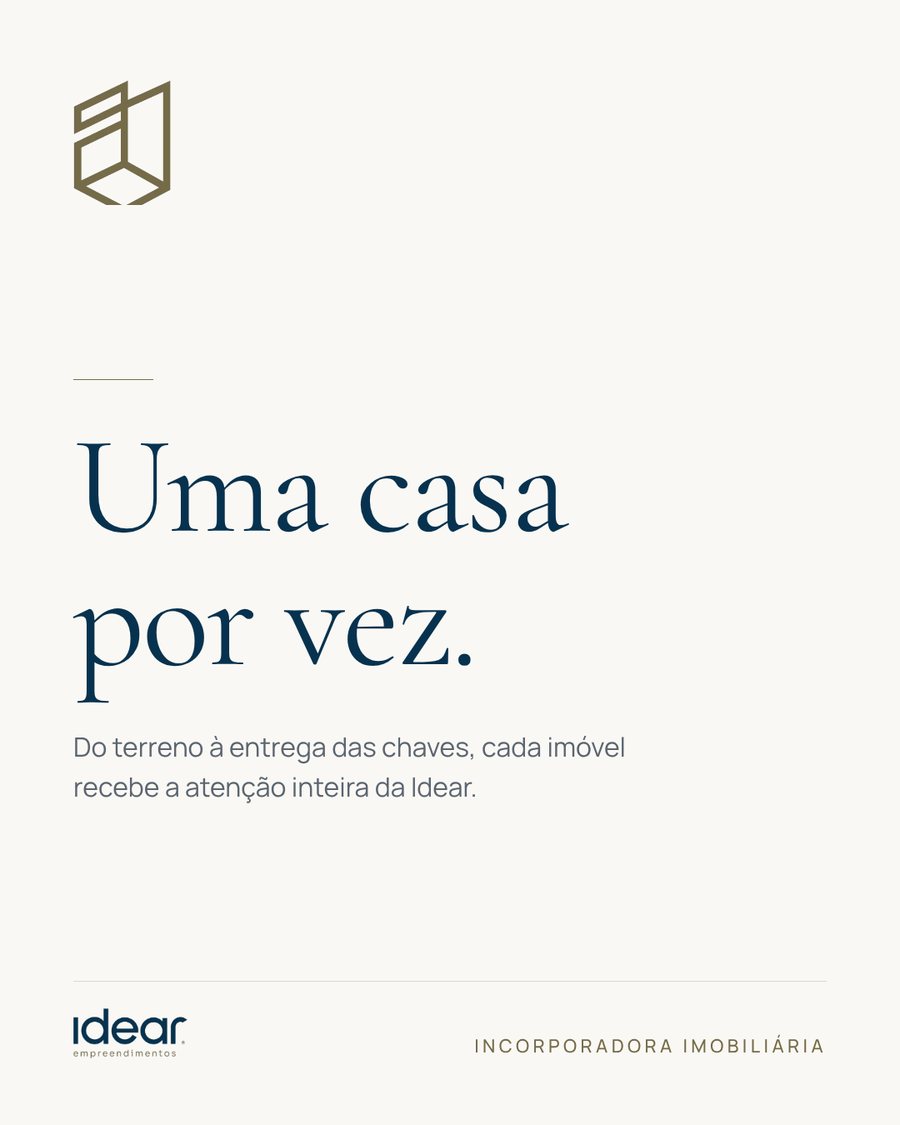 Uma casa
por vez.
Do terreno à entrega das chaves, cada imóvel
recebe a atenção inteira da Idear.
idear
empreendimentos
INCORPORADORA IMOBILIÁRIA